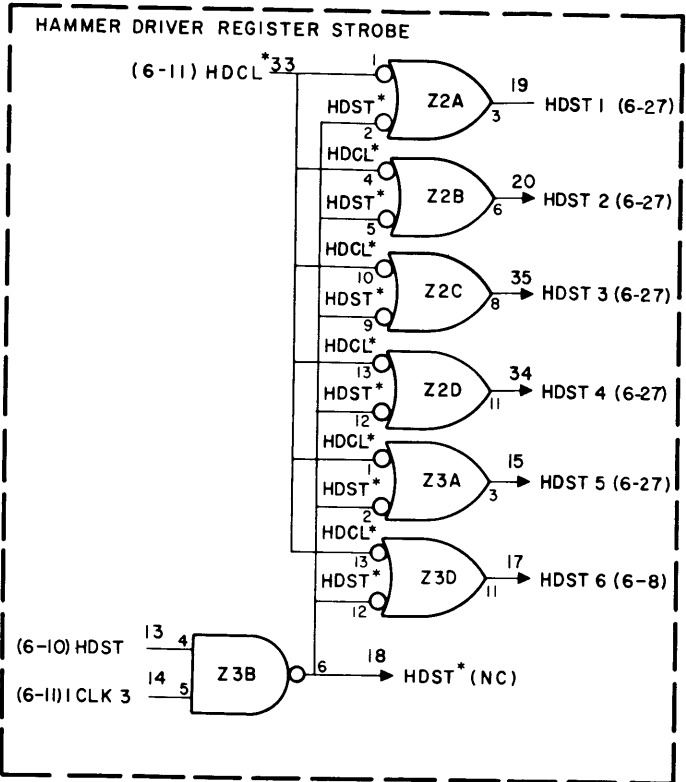 HAMMER DRIVER REGISTER STROBE
(6-11) HDCL* 33
1
Z2A
3
19
HDST 1 (6-27)
HDST*
2
HDCL*
4
Z2B
6
20
HDST 2 (6-27)
HDST*
5
HDCL*
10
Z2C
8
35
HDST 3 (6-27)
HDST*
9
HDCL*
13
Z2D
11
34
HDST 4 (6-27)
HDST*
12
HDCL*
1
Z3A
3
15
HDST 5 (6-27)
HDST*
2
HDCL*
13
Z3D
11
17
HDST 6 (6-8)
HDST*
12
(6-10) HDST
13
4
Z3B
6
18
HDST* (NC)
(6-11) I CLK 3
14
5